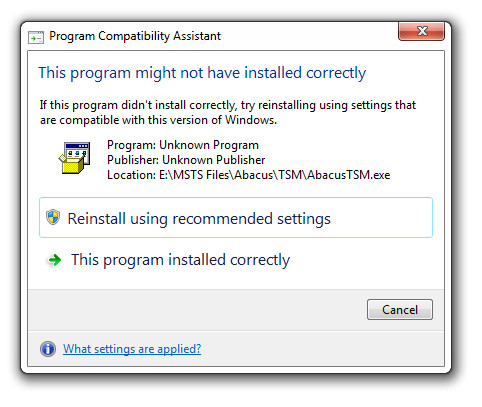 Program Compatibility Assistant
This program might not have installed correctly
If this program didn't install correctly, try reinstalling using settings that
are compatible with this version of Windows.
Program: Unknown Program
Publisher: Unknown Publisher
Location: E:\MSTS Files\Abacus\TSM\AbacusTSM.exe
Reinstall using recommended settings
This program installed correctly
Cancel
What settings are applied?